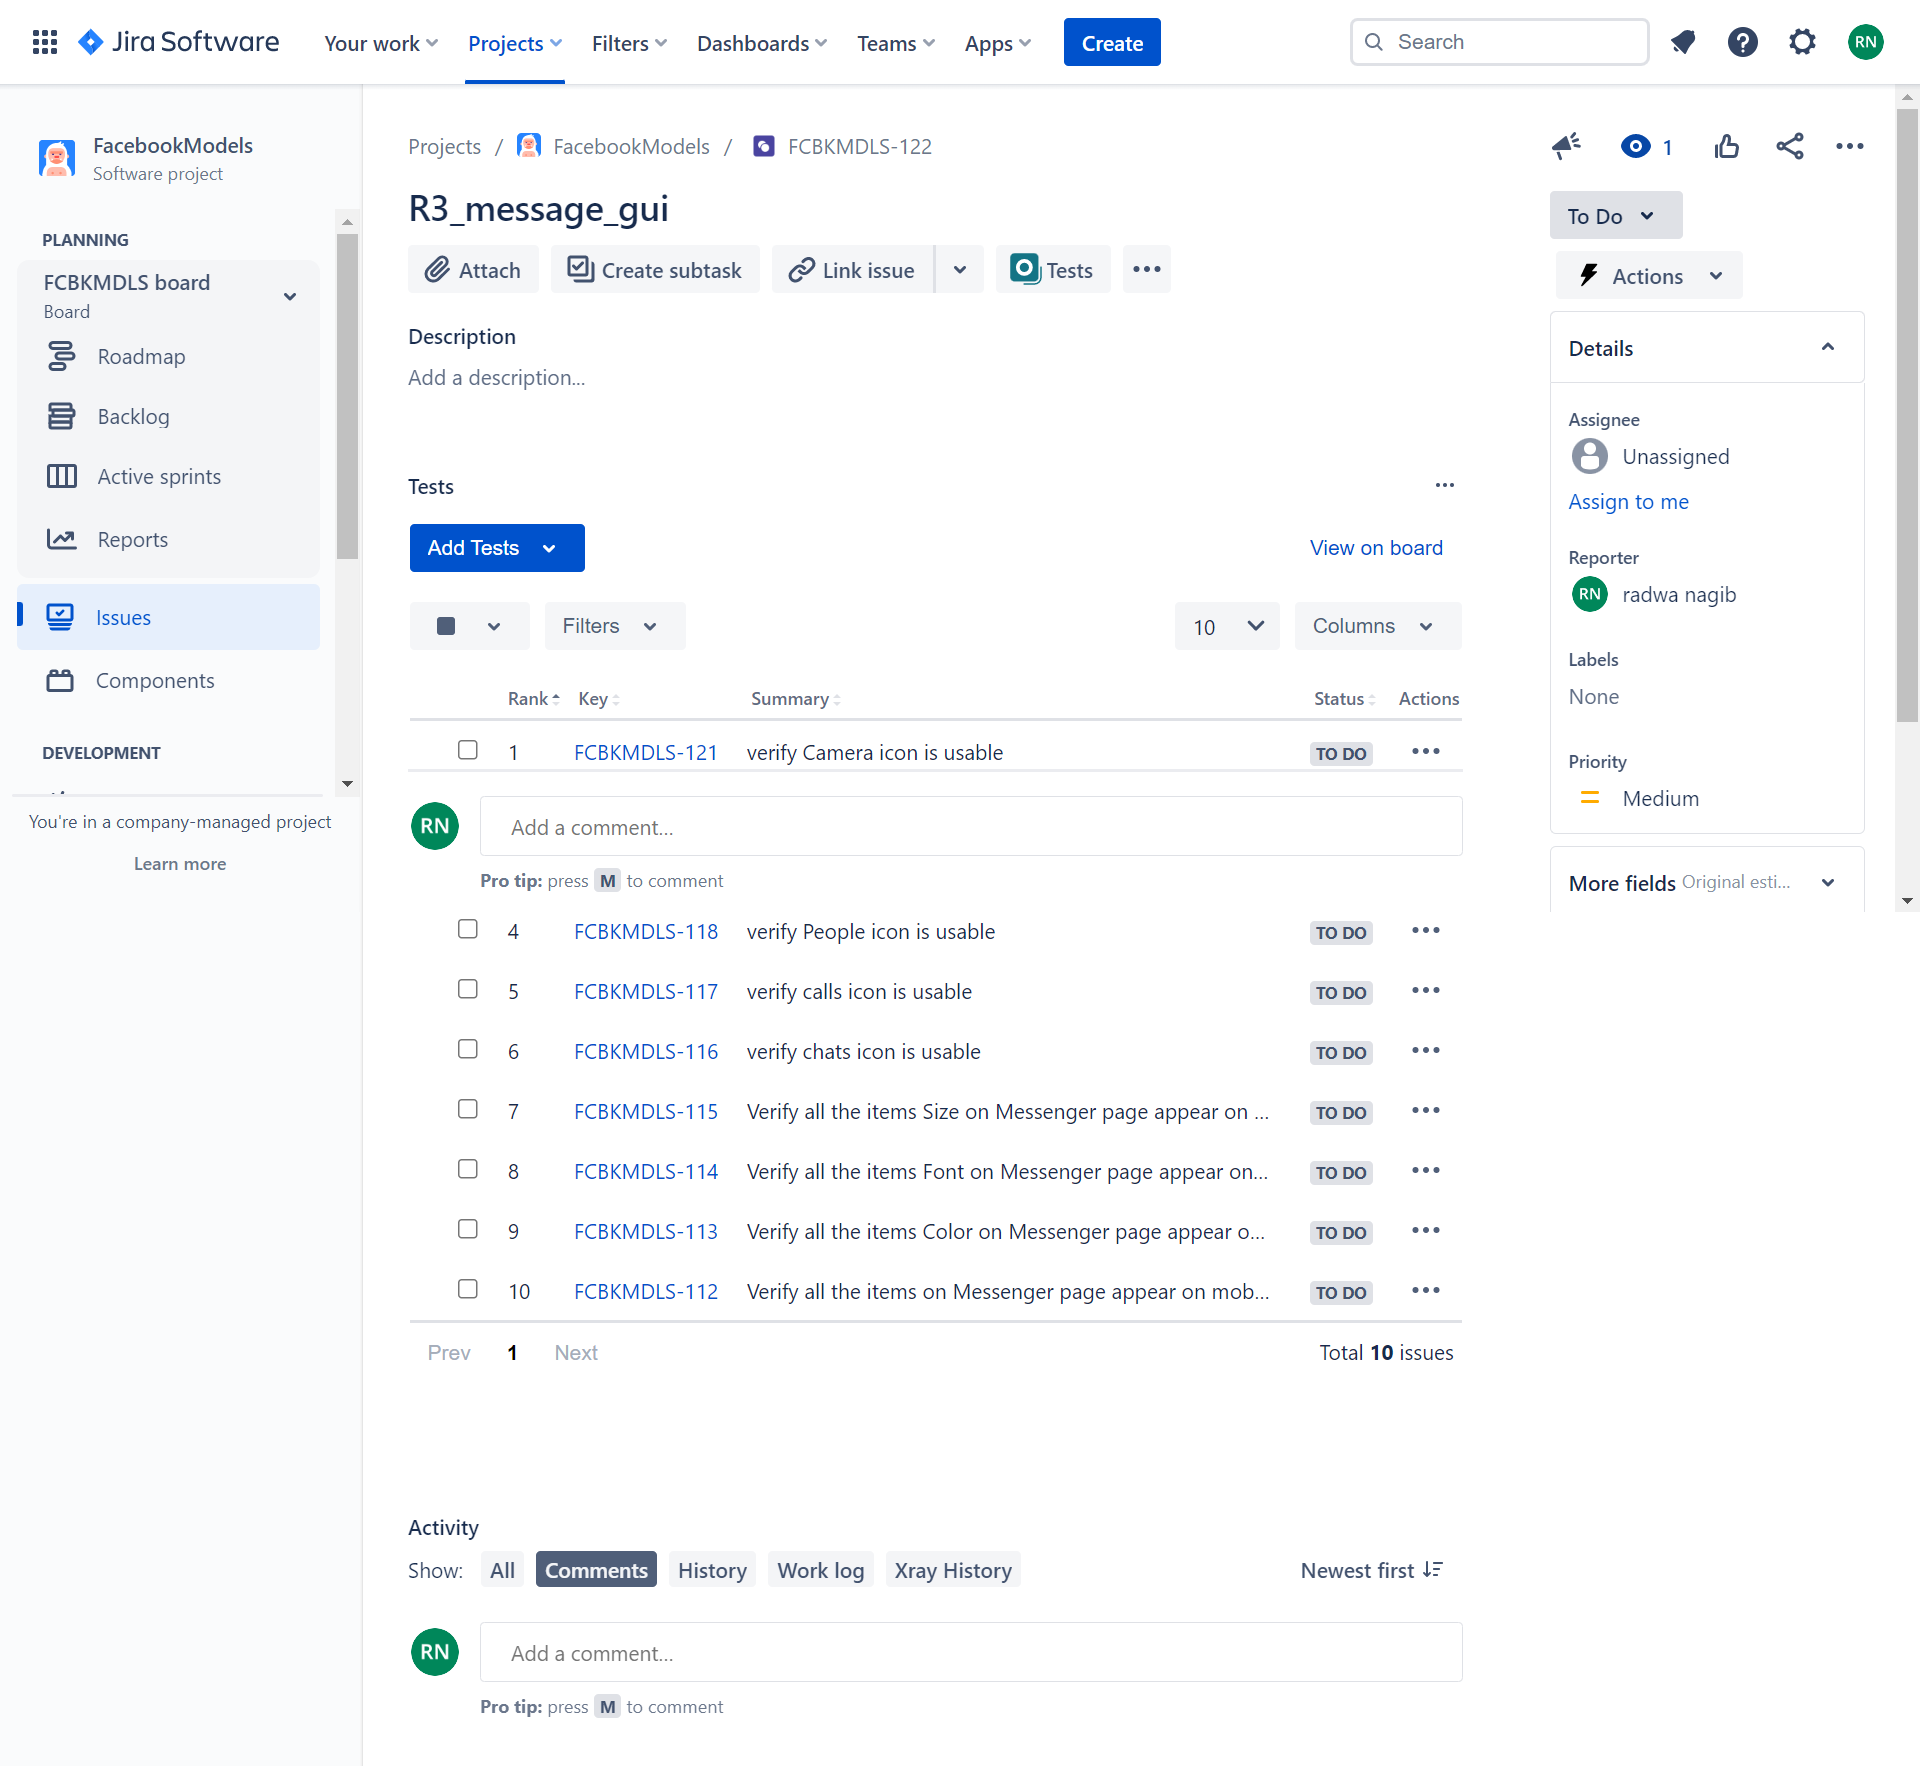 Jira Software Your work Projects Filters Dashboards Teams Apps Create Search RN
FacebookModels
Software project
PLANNING
FCBKMDLS board
Board
Roadmap
Backlog
Active sprints
Reports
Issues
Components
DEVELOPMENT
You're in a company-managed project
Learn more
Projects / FacebookModels / FCBKMDLS-122
1
R3_message_gui
Attach Create subtask Link issue Tests
Description
Add a description...
Tests
Add Tests View on board
Filters 10 Columns
Rank Key Summary Status Actions
1 FCBKMDLS-121 verify Camera icon is usable TO DO
RN Add a comment...
Pro tip: press M to comment
4 FCBKMDLS-118 verify People icon is usable TO DO
5 FCBKMDLS-117 verify calls icon is usable TO DO
6 FCBKMDLS-116 verify chats icon is usable TO DO
7 FCBKMDLS-115 Verify all the items Size on Messenger page appear on ... TO DO
8 FCBKMDLS-114 Verify all the items Font on Messenger page appear on... TO DO
9 FCBKMDLS-113 Verify all the items Color on Messenger page appear o... TO DO
10 FCBKMDLS-112 Verify all the items on Messenger page appear on mob... TO DO
Prev 1 Next Total 10 issues
Activity
Show: All Comments History Work log Xray History Newest first
RN Add a comment...
Pro tip: press M to comment
To Do
Actions
Details
Assignee
Unassigned
Assign to me
Reporter
RN radwa nagib
Labels
None
Priority
Medium
More fields Original esti...